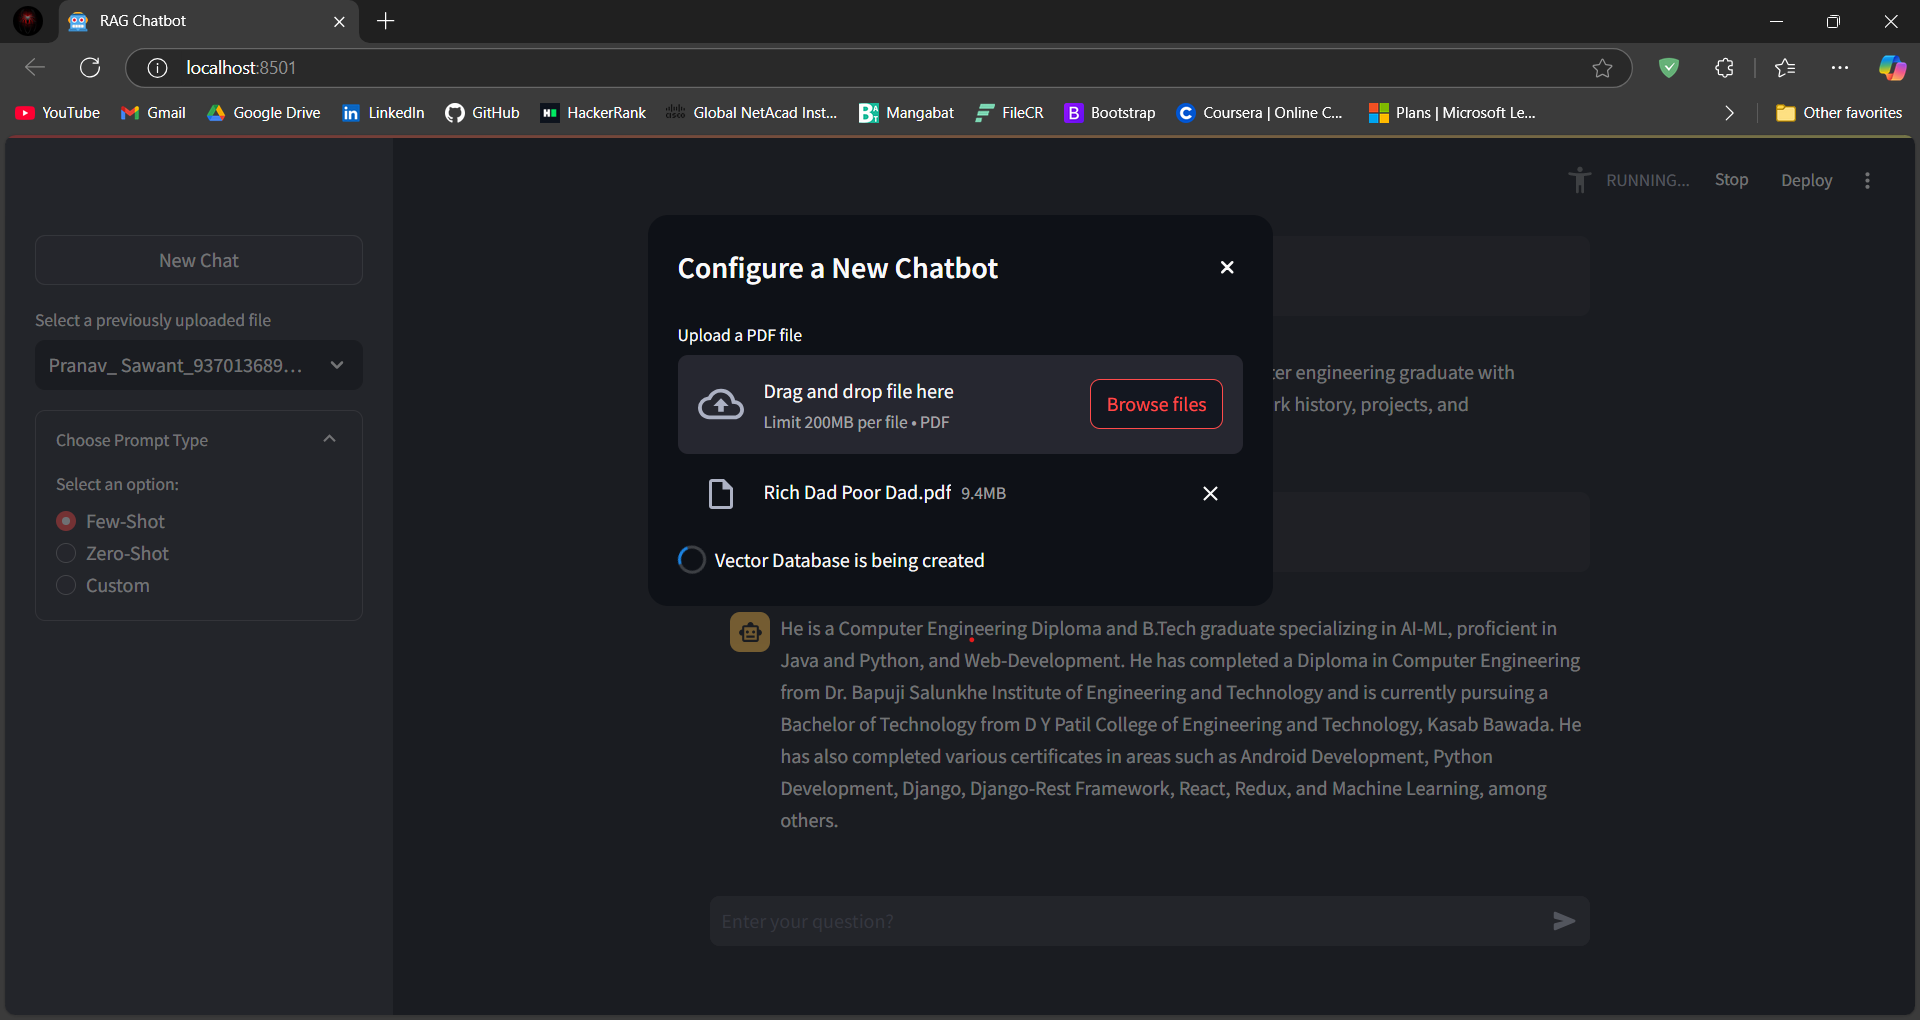 RAG Chatbot
localhost:8501
YouTube
Gmail
Google Drive
LinkedIn
GitHub
HackerRank
Global NetAcad Inst...
Mangabat
FileCR
Bootstrap
Coursera | Online C...
Plans | Microsoft Le...
Other favorites
RUNNING...
Stop
Deploy
New Chat
Select a previously uploaded file
Pranav_ Sawant_937013689...
Choose Prompt Type
Select an option:
Few-Shot
Zero-Shot
Custom
Configure a New Chatbot
Upload a PDF file
Drag and drop file here
Limit 200MB per file • PDF
Browse files
Rich Dad Poor Dad.pdf 9.4MB
Vector Database is being created
er engineering graduate with
rk history, projects, and
He is a Computer Engineering Diploma and B.Tech graduate specializing in AI-ML, proficient in
Java and Python, and Web-Development. He has completed a Diploma in Computer Engineering
from Dr. Bapuji Salunkhe Institute of Engineering and Technology and is currently pursuing a
Bachelor of Technology from D Y Patil College of Engineering and Technology, Kasab Bawada. He
has also completed various certificates in areas such as Android Development, Python
Development, Django, Django-Rest Framework, React, Redux, and Machine Learning, among
others.
Enter your question?